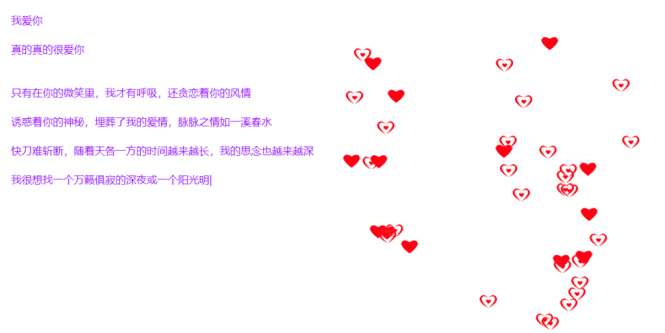 我爱你
真的真的很爱你
只有在你的微笑里，我才有呼吸，还贪恋着你的风情
诱惑着你的神秘，埋葬了我的爱情，脉脉之情如一溪春水
快刀难斩断，随着天各一方的时间越来越长，我的思念也越来越深
我很想找一个万籁俱寂的深夜或一个阳光明|